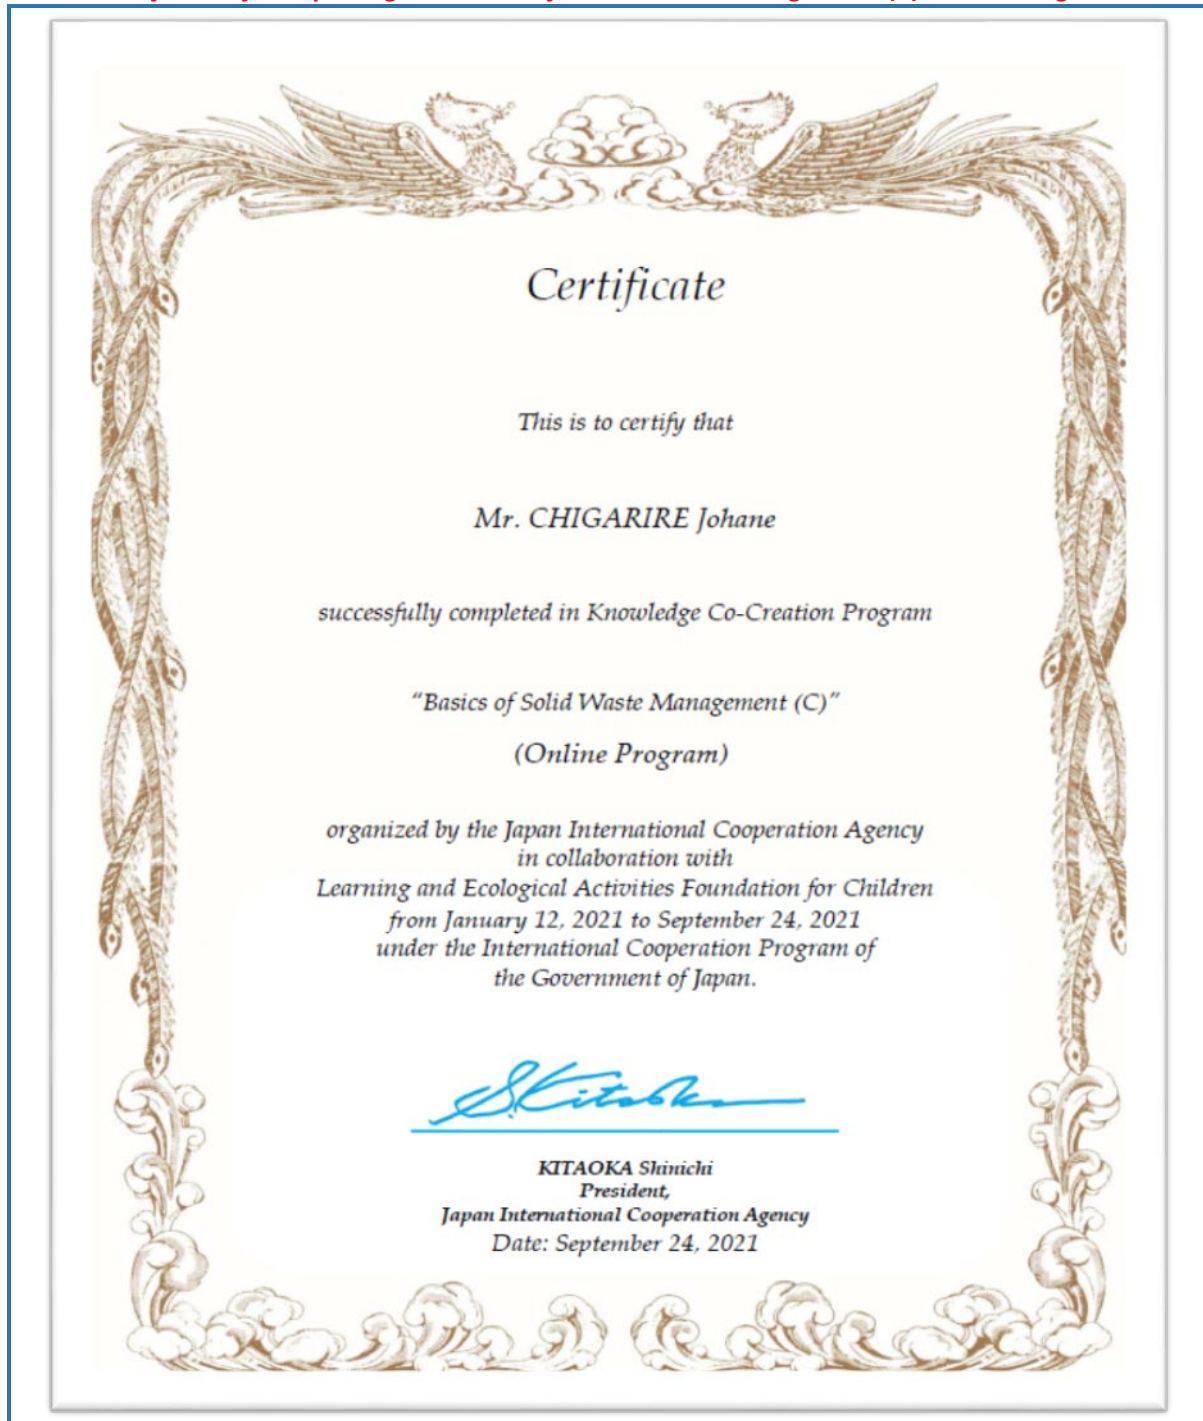 Certificate
This is to certify that
Mr. CHIGARIRE Johane
successfully completed in Knowledge Co-Creation Program
“Basics of Solid Waste Management (C)”
(Online Program)
organized by the Japan International Cooperation Agency
in collaboration with
Learning and Ecological Activities Foundation for Children
from January 12, 2021 to September 24, 2021
under the International Cooperation Program of
the Government of Japan.
S. Kitaoka
KITAOKA Shinichi
President,
Japan International Cooperation Agency
Date: September 24, 2021